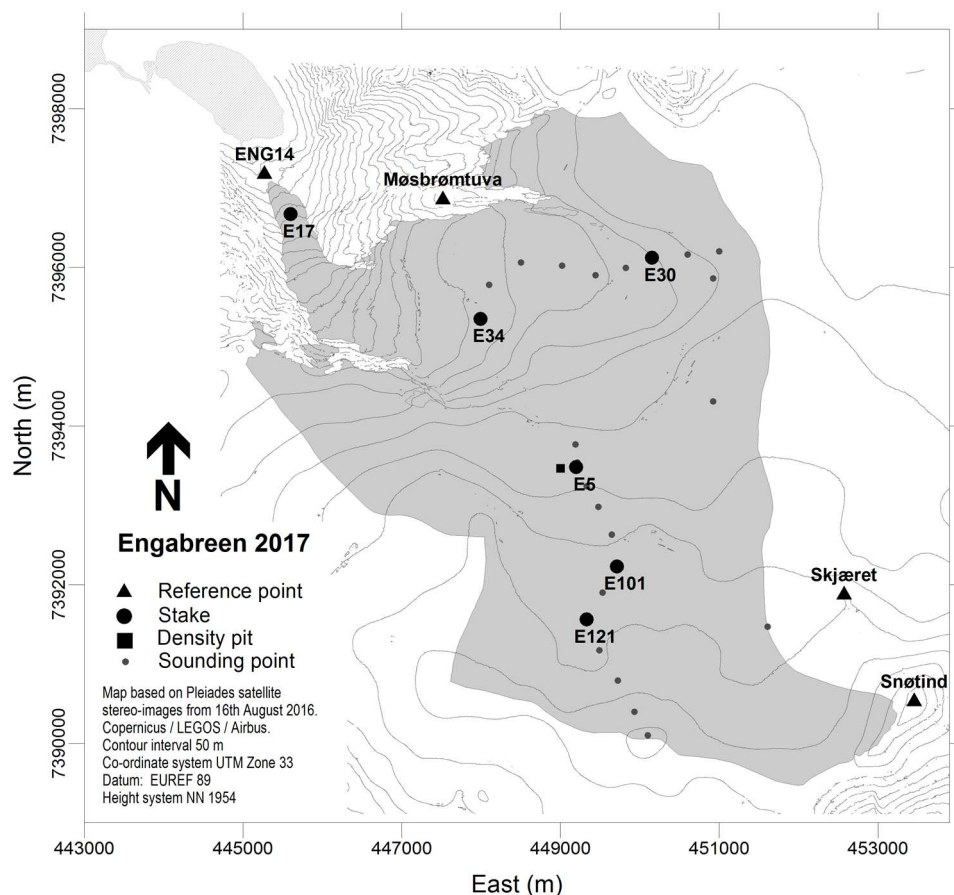 7398000
7396000
7394000
7392000
7390000
North (m)
ENG14
Møsbrømtuva
E17
E30
E34
E5
E101
E121
Skjæret
Snøtind
N
Engabreen 2017
Reference point
Stake
Density pit
Sounding point
Map based on Pleiades satellite
stereo-images from 16th August 2016.
Copernicus / LEGOS / Airbus.
Contour interval 50 m
Co-ordinate system UTM Zone 33
Datum: EUREF 89
Height system NN 1954
443000
445000
447000
449000
451000
453000
East (m)